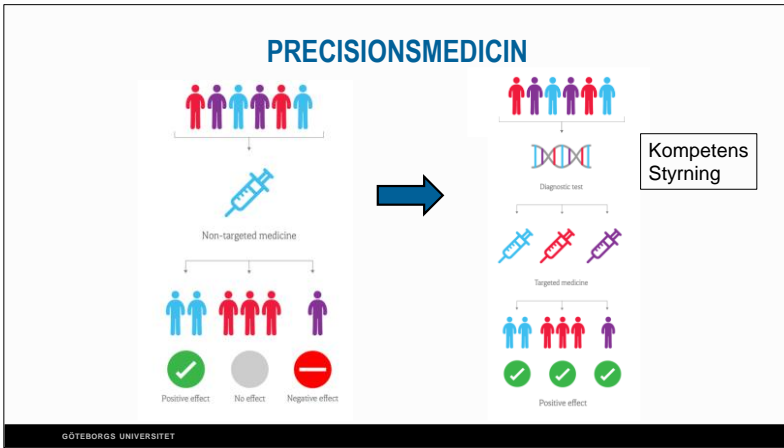 PRECISIONSMEDICIN
Non-targeted medicine
Positive effect
No effect
Negative effect
Diagnostic test
Targeted medicine
Positive effect
Kompetens
Styrning
GÖTEBORGS UNIVERSITET